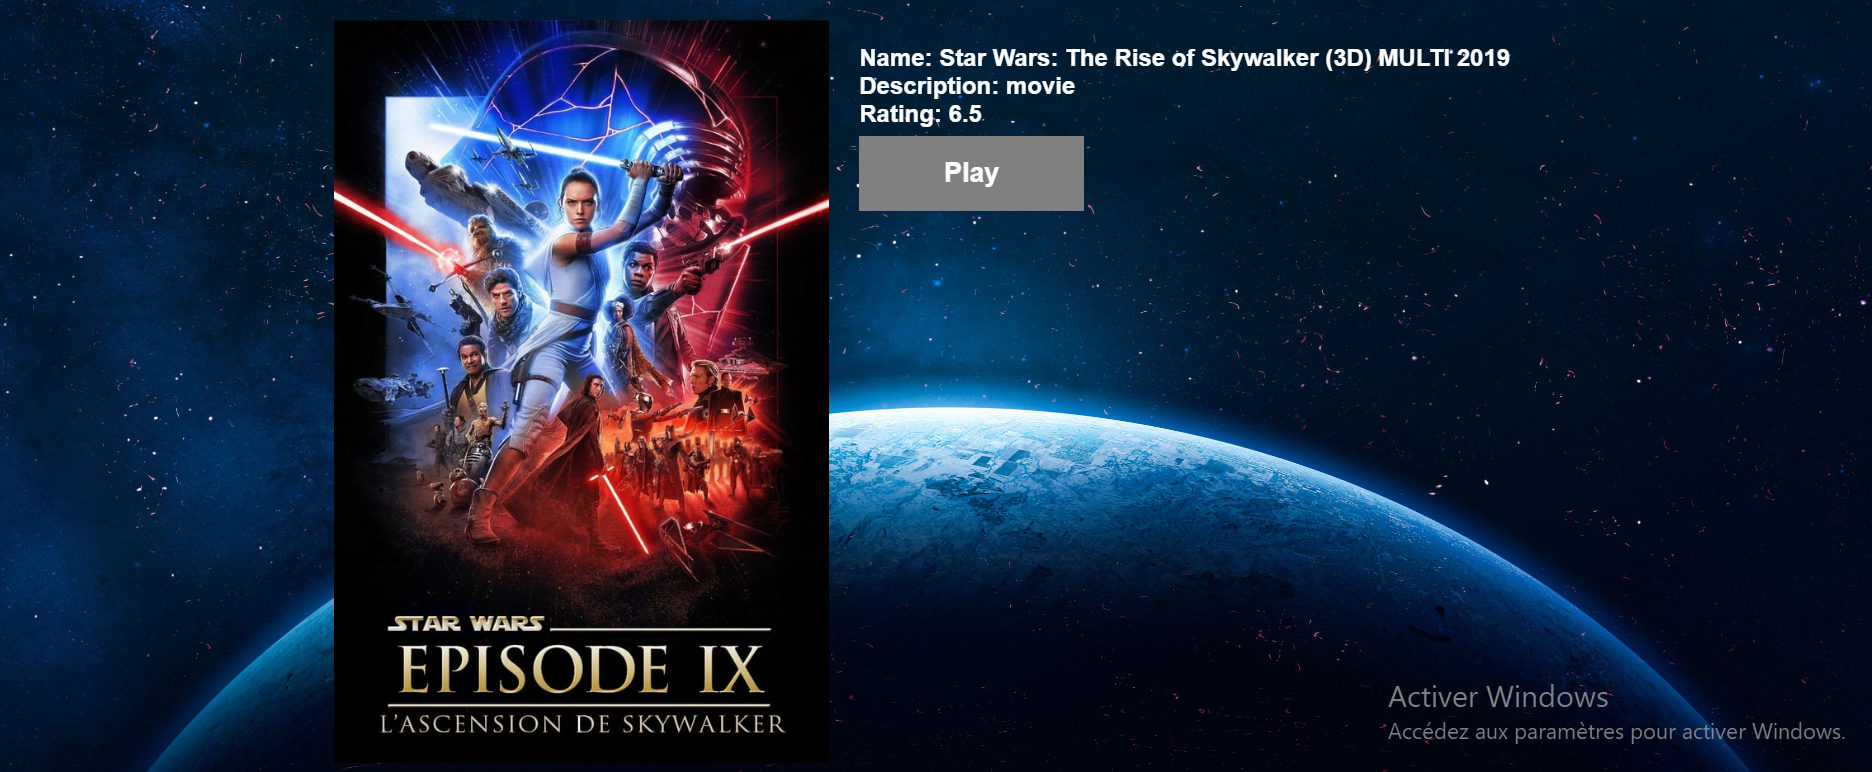 Name: Star Wars: The Rise of Skywalker (3D) MULTI 2019
Description: movie
Rating: 6.5
Play
STAR WARS
EPISODE IX
L'ASCENSION DE SKYWALKER
Activer Windows
Accédez aux paramètres pour activer Windows.